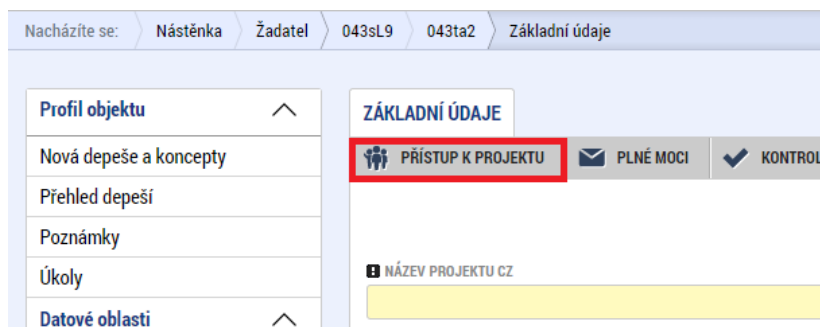 Nacházíte se: Nástěnka Žadatel 043sL9 043ta2 Základní údaje
Profil objektu
Nová depeše a koncepty
Přehled depeší
Poznámky
Úkoly
Datové oblasti
ZÁKLADNÍ ÚDAJE
PŘÍSTUP K PROJEKTU PLNÉ MOCI KONTROL
NÁZEV PROJEKTU CZ